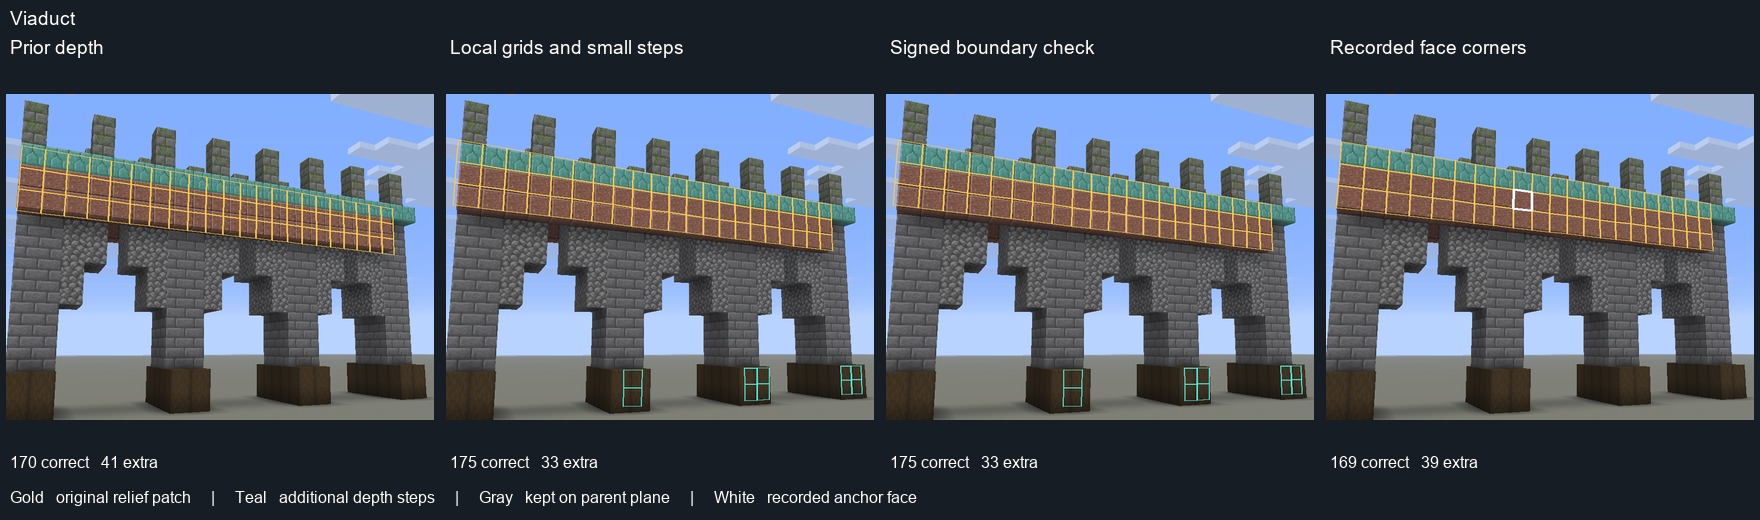 Viaduct
Prior depth
Local grids and small steps
Signed boundary check
Recorded face corners
170 correct 41 extra
175 correct 33 extra
175 correct 33 extra
169 correct 39 extra
Gold original relief patch | Teal additional depth steps | Gray kept on parent plane | White recorded anchor face